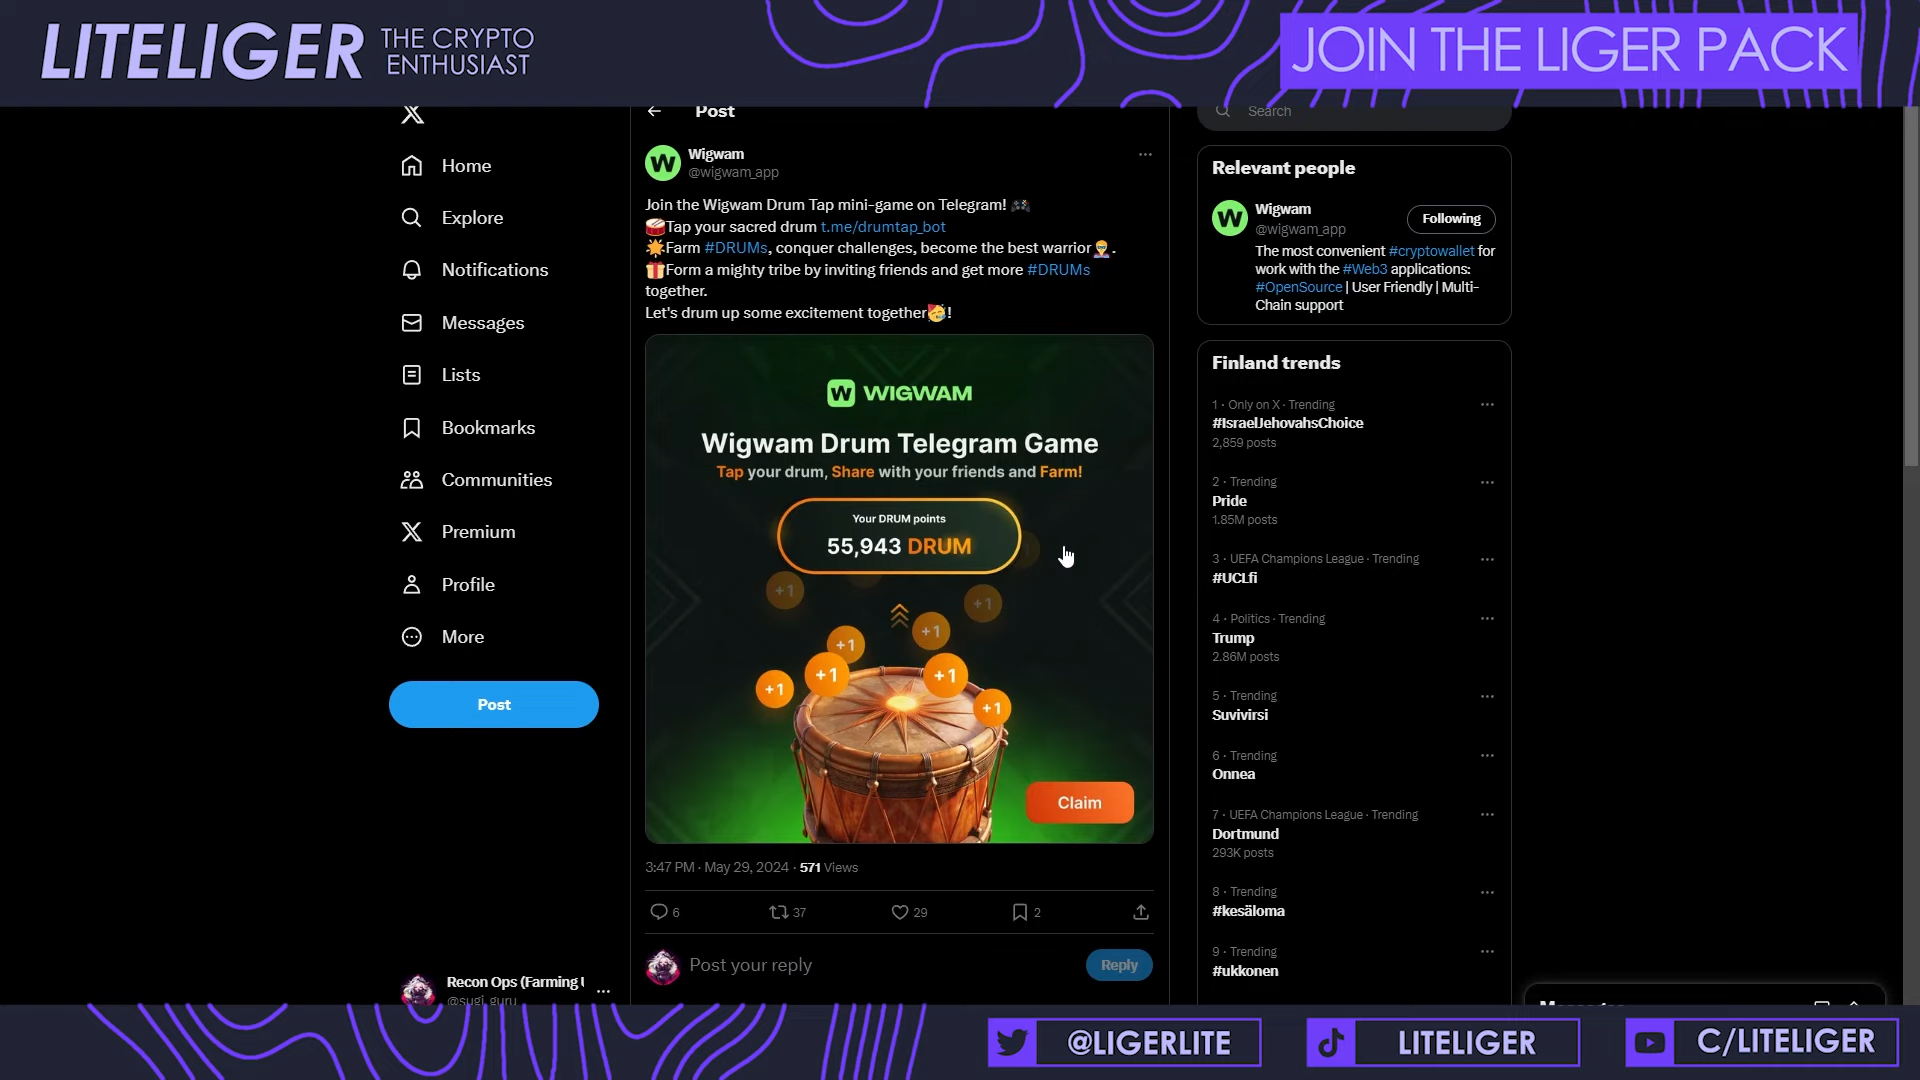 LITELIGER
THE CRYPTO
ENTHUSIAST
JOIN THE LIGER PACK
Home
Explore
Notifications
Messages
Lists
Bookmarks
Communities
Premium
Profile
More
Post
Recon Ops (Farming
@sugi_guru
Post
Wigwam
@wigwam_app
Join the Wigwam Drum Tap mini-game on Telegram! 🎮
🥁Tap your sacred drum t.me/drumtap_bot
Farm #DRUMs, conquer challenges, become the best warrior.
🎁Form a mighty tribe by inviting friends and get more #DRUMs
together.
Let's drum up some excitement together🥳!
W WIGWAM
Wigwam Drum Telegram Game
Tap your drum, Share with your friends and Farm!
Your DRUM points
55,943 DRUM
+1
+1
+1
+1
+1
+1
+1
+1
Claim
3:47 PM · May 29, 2024 · 571 Views
6
37
29
2
Post your reply
Reply
Search
Relevant people
Wigwam
@wigwam_app
Following
The most convenient #cryptowallet for
work with the #Web3 applications:
#OpenSource | User Friendly | Multi-
Chain support
Finland trends
1 · Only on X · Trending
#IsraelJehovahsChoice
2,859 posts
2 · Trending
Pride
1.85M posts
3 · UEFA Champions League · Trending
#UCLfi
4 · Politics · Trending
Trump
2.86M posts
5 · Trending
Suvivirsi
6 · Trending
Onnea
7 · UEFA Champions League · Trending
Dortmund
293K posts
8 · Trending
#kesäloma
9 · Trending
#ukkonen
Messages
@LIGERLITE
LITELIGER
C/LITELIGER